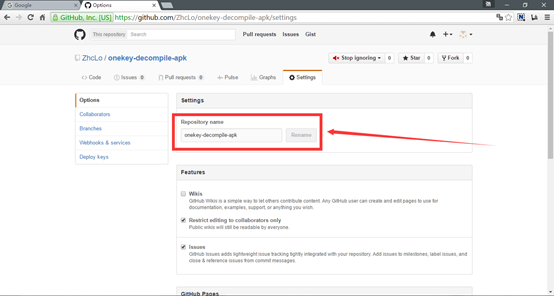 Google
Options
GitHub, Inc. [US] https://github.com/ZhcLo/onekey-decompile-apk/settings
This repository Search Pull requests Issues Gist
ZhcLo / onekey-decompile-apk
Stop ignoring 0 Star 0 Fork 0
Code Issues 0 Pull requests 0 Pulse Graphs Settings
Options
Collaborators
Branches
Webhooks & services
Deploy keys
Settings
Repository name
onekey-decompile-apk Rename
Features
Wikis
GitHub Wikis is a simple way to let others contribute content. Any GitHub user can create and edit pages to use for
documentation, examples, support, or anything you wish.
Restrict editing to collaborators only
Public wikis will still be readable by everyone.
Issues
GitHub Issues adds lightweight issue tracking tightly integrated with your repository. Add issues to milestones, label issues, and
close & reference issues from commit messages.
GitHub Pages